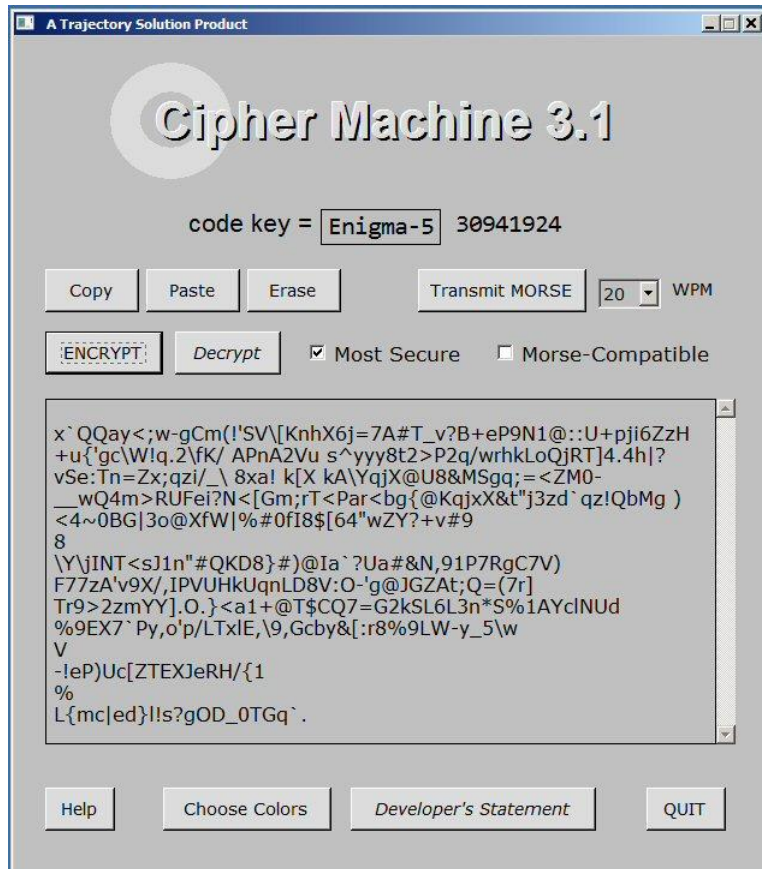 A Trajectory Solution Product
Cipher Machine 3.1
code key = Enigma-5 30941924
Copy Paste Erase Transmit MORSE 20 WPM
ENCRYPT Decrypt Most Secure Morse-Compatible
x`QQay<;w-gCm(!'SV\[KnhX6j=7A#T_v?B+eP9N1@::U+pji6ZzH
+u{'gc\W!q.2\fK/ APnA2Vu s^yyy8t2>P2q/wrhkLoQjRT]4.4h|?
vSe:Tn=Zx;qzi/_\ 8xa! k[X kA\YqjX@U8&MSgq;=<ZM0-
__wQ4m>RUFei?N<[Gm;rT<Par<bg{@KqjxX&t"j3zd`qz!QbMg )
<4~0BG|3o@XfW|%#0fI8$[64"wZY?+v#9
8
\Y\jINT<sJ1n"#QKD8}#)@Ia`?Ua#&N,91P7RgC7V)
F77zA'v9X/,IPVUHkUqnLD8V:O-'g@JGZAt;Q=(7r]
Tr9>2zmYY].O.}<a1+@T$CQ7=G2kSL6L3n*S%1AYclNUd
%9EX7`Py,o'p/LTxlE,\9,Gcby&[:r8%9LW-y_5\w
V
-!eP)Uc[ZTEXJeRH/{1
%
L{mc|ed}l!s?gOD_0TGq`.
Help Choose Colors Developer's Statement QUIT